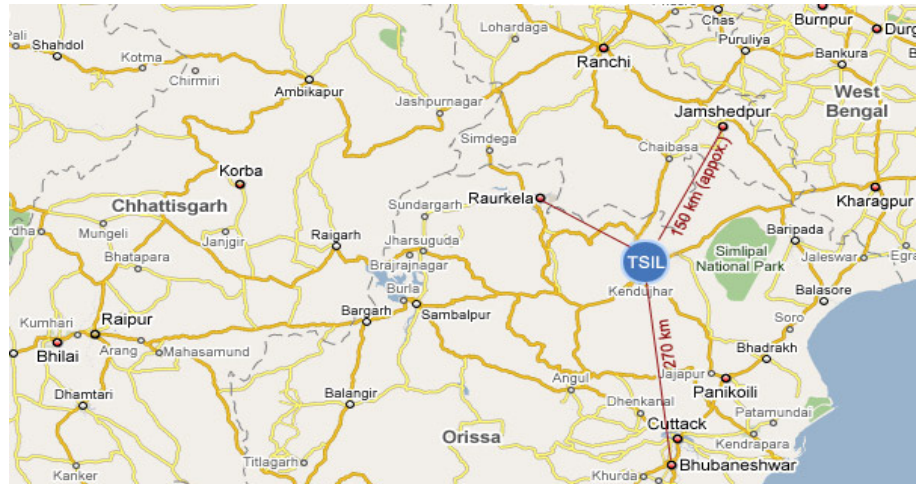 Pali
Shahdol
Kotma
Chirmiri
Ambikapur
Lohardaga
Ranchi
Chas
Puruliya
Burnpur
Durg
Bankura
West
Bengal
Jashpurnagar
Simdega
Jamshedpur
Chaibasa
150 km (appox.)
Korba
Chhattisgarh
Mungeli
Janjgir
Bhatapara
Raigarh
Sundargarh
Raurkela
Jharsuguda
Brajrajnagar
Burla
TSIL
Kendujhar
Simlipal
National Park
Kharagpur
Baripada
Jaleswar
Egra
Balasore
Kumhari
Raipur
Bhilai
Arang
Mahasamund
Bargarh
Sambalpur
270 km
Soro
Bhadrakh
Jajapur
Panikoili
Dhamtari
Balangir
Angul
Dhenkanal
Patamundai
Cuttack
Kendrapara
Orissa
Titlagarh
Kanker
Khurda
Bhubaneshwar